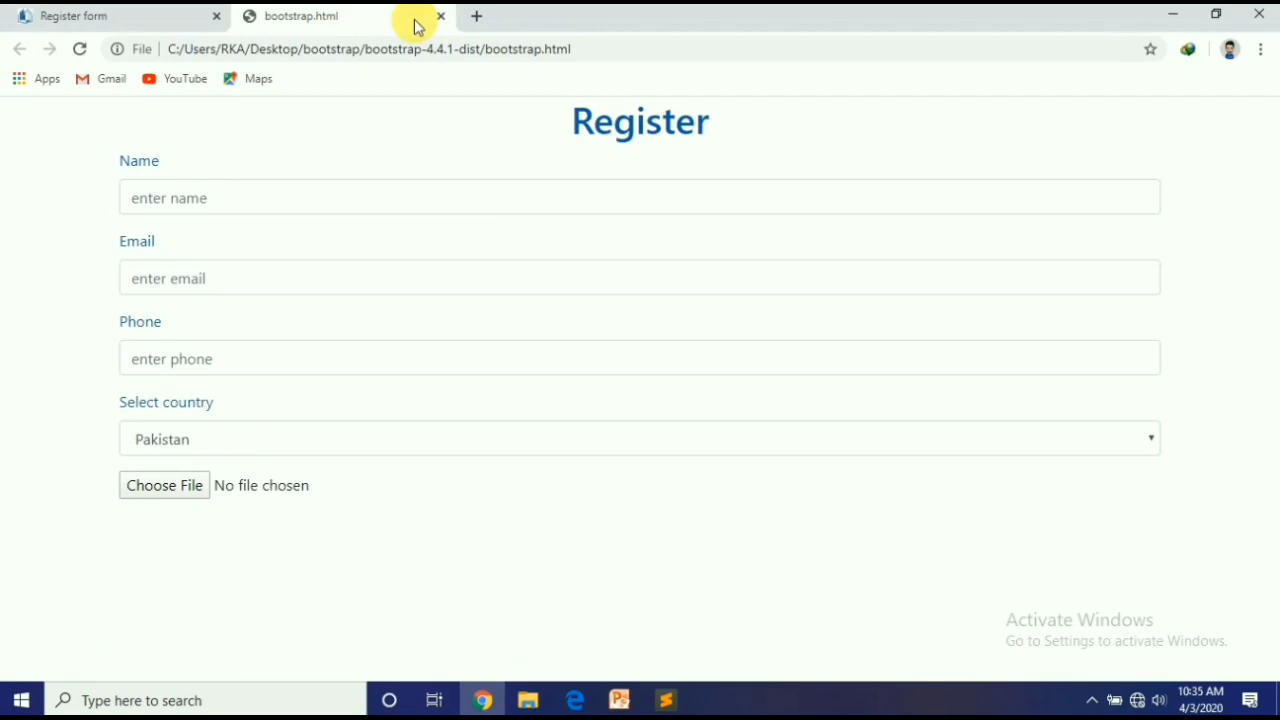 Register form
bootstrap.html
File
C:/Users/RKA/Desktop/bootstrap/bootstrap-4.4.1-dist/bootstrap.html
Apps
Gmail
YouTube
Maps
Register
Name
enter name
Email
enter email
Phone
enter phone
Select country
Pakistan
Choose File No file chosen
Activate Windows
Go to Settings to activate Windows.
Type here to search
10:35 AM
4/3/2020